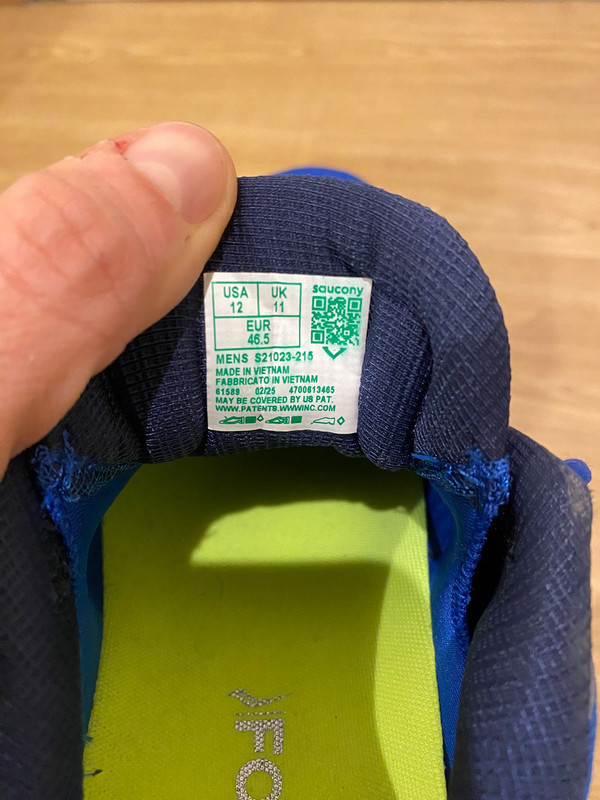 saucony
USA UK
12 11
EUR
46.5
MENS S21023-215
MADE IN VIETNAM
FABBRICATO IN VIETNAM
61589 02/25 4700613465
MAY BE COVERED BY US PAT.
WWW.PATENTS.WWWINC.COM
FO